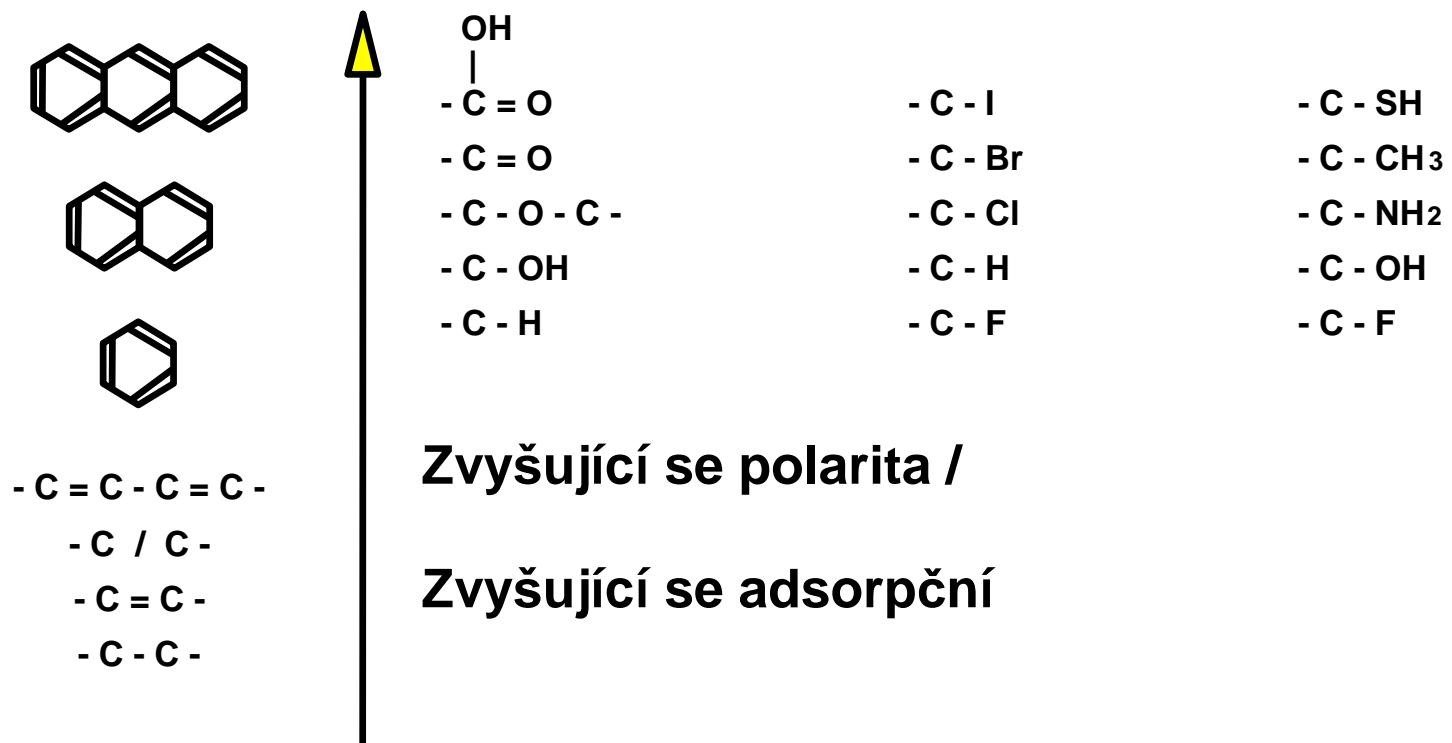 OH
|
- C = O
- C = O
- C - O - C -
- C - OH
- C - H
- C - I
- C - Br
- C - Cl
- C - H
- C - F
- C - SH
- C - CH3
- C - NH2
- C - OH
- C - F
- C = C - C = C -
- C / C -
- C = C -
- C - C -
Zvyšující se polarita /
Zvyšující se adsorpční